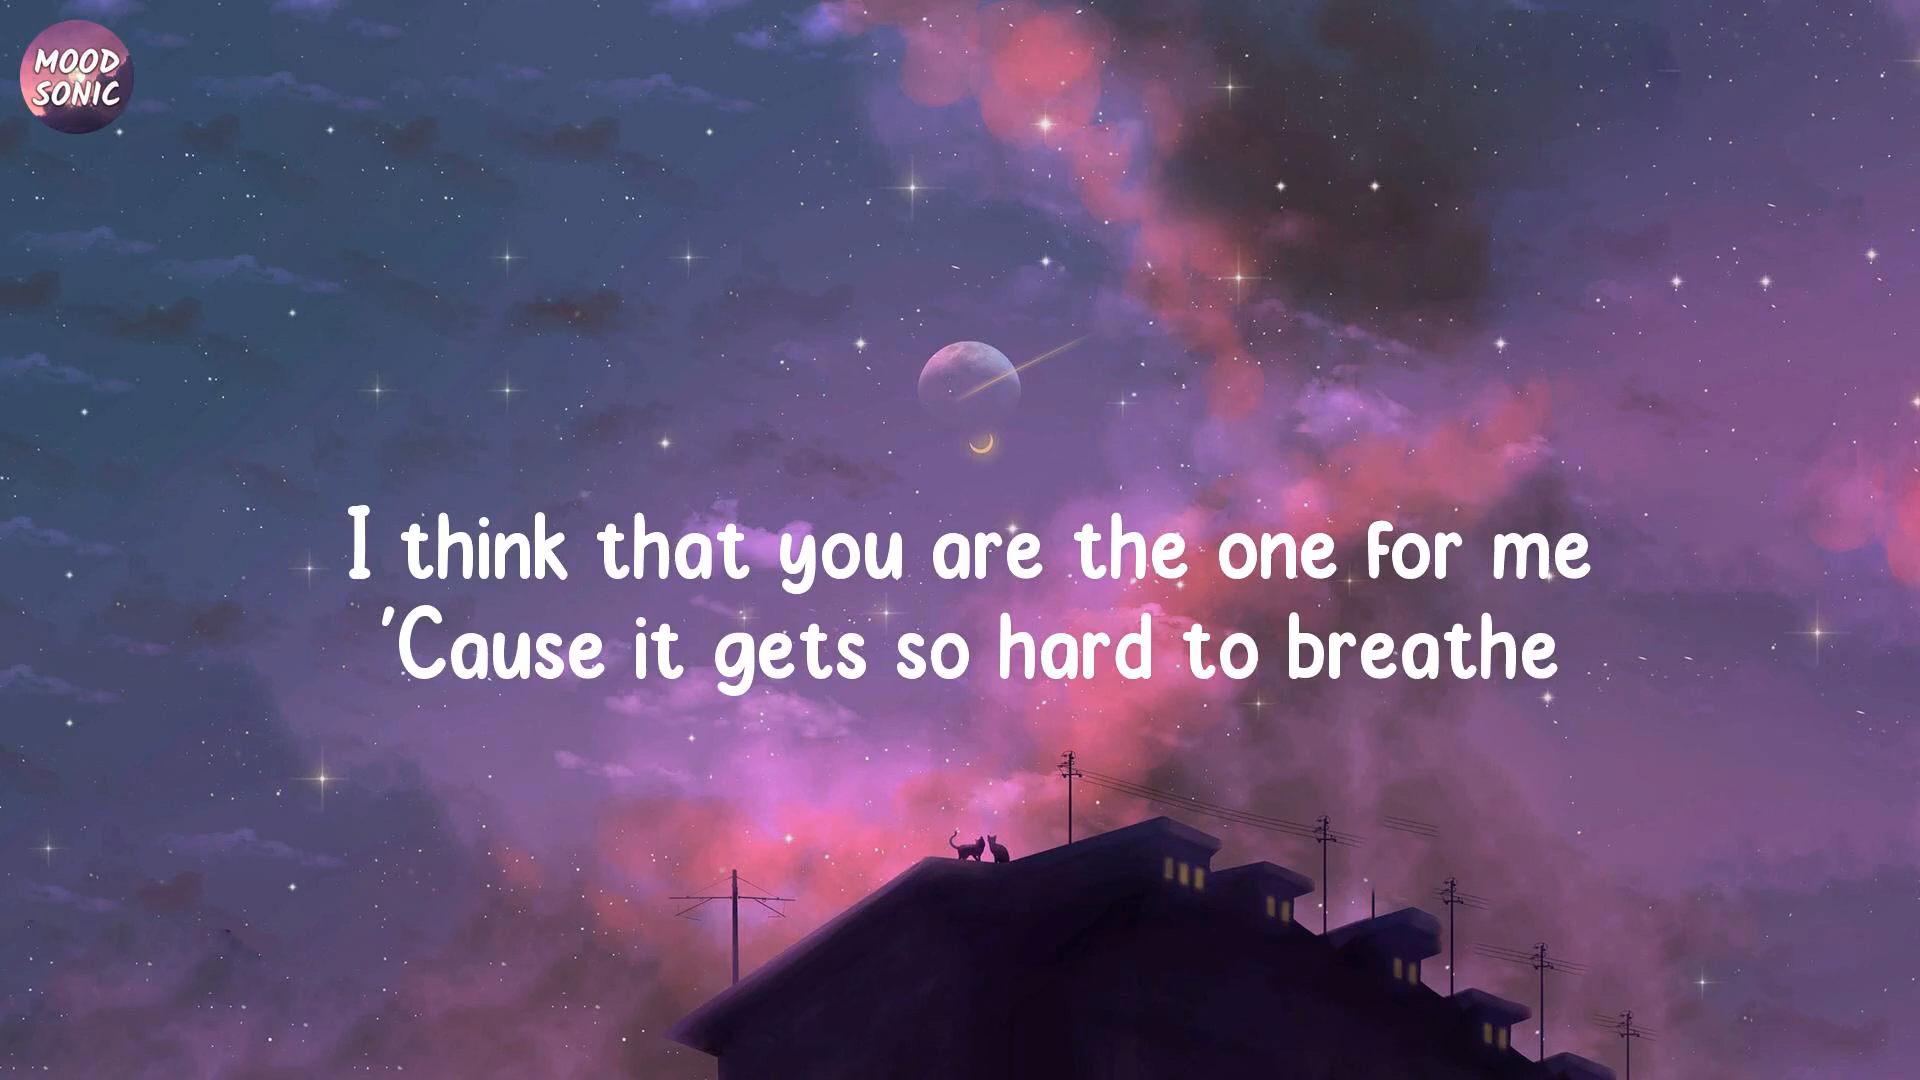 MOOD
SONIC
I think that you are the one for me
'Cause it gets so hard to breathe